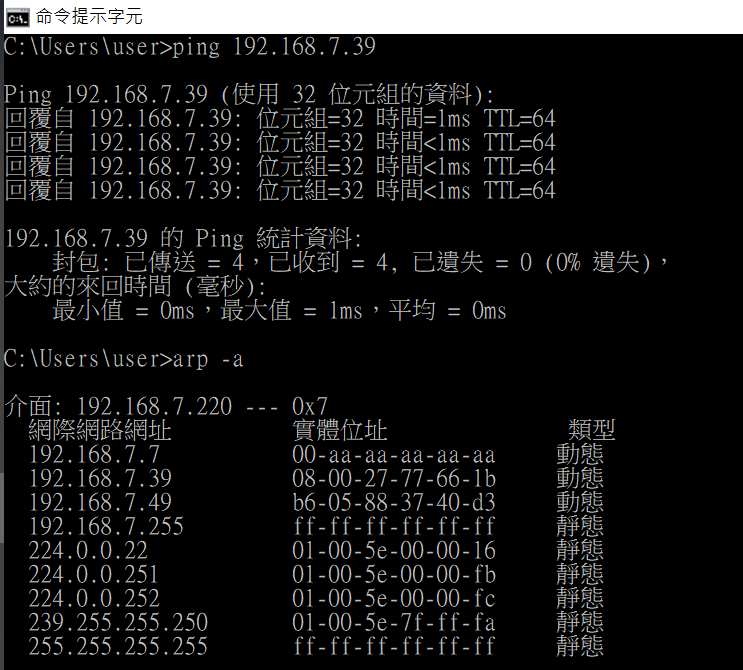 命令提示字元
C:\Users\user>ping 192.168.7.39
Ping 192.168.7.39 (使用 32 位元組的資料):
回覆自 192.168.7.39: 位元組=32 時間=1ms TTL=64
回覆自 192.168.7.39: 位元組=32 時間<1ms TTL=64
回覆自 192.168.7.39: 位元組=32 時間<1ms TTL=64
回覆自 192.168.7.39: 位元組=32 時間<1ms TTL=64
192.168.7.39 的 Ping 統計資料:
封包: 已傳送 = 4，已收到 = 4, 已遺失 = 0 (0% 遺失)，
大約的來回時間 (毫秒):
最小值 = 0ms，最大值 = 1ms，平均 = 0ms
C:\Users\user>arp -a
介面: 192.168.7.220 --- 0x7
網際網路網址 實體位址 類型
192.168.7.7 00-aa-aa-aa-aa-aa 動態
192.168.7.39 08-00-27-77-66-1b 動態
192.168.7.49 b6-05-88-37-40-d3 動態
192.168.7.255 ff-ff-ff-ff-ff-ff 靜態
224.0.0.22 01-00-5e-00-00-16 靜態
224.0.0.251 01-00-5e-00-00-fb 靜態
224.0.0.252 01-00-5e-00-00-fc 靜態
239.255.255.250 01-00-5e-7f-ff-fa 靜態
255.255.255.255 ff-ff-ff-ff-ff-ff 靜態